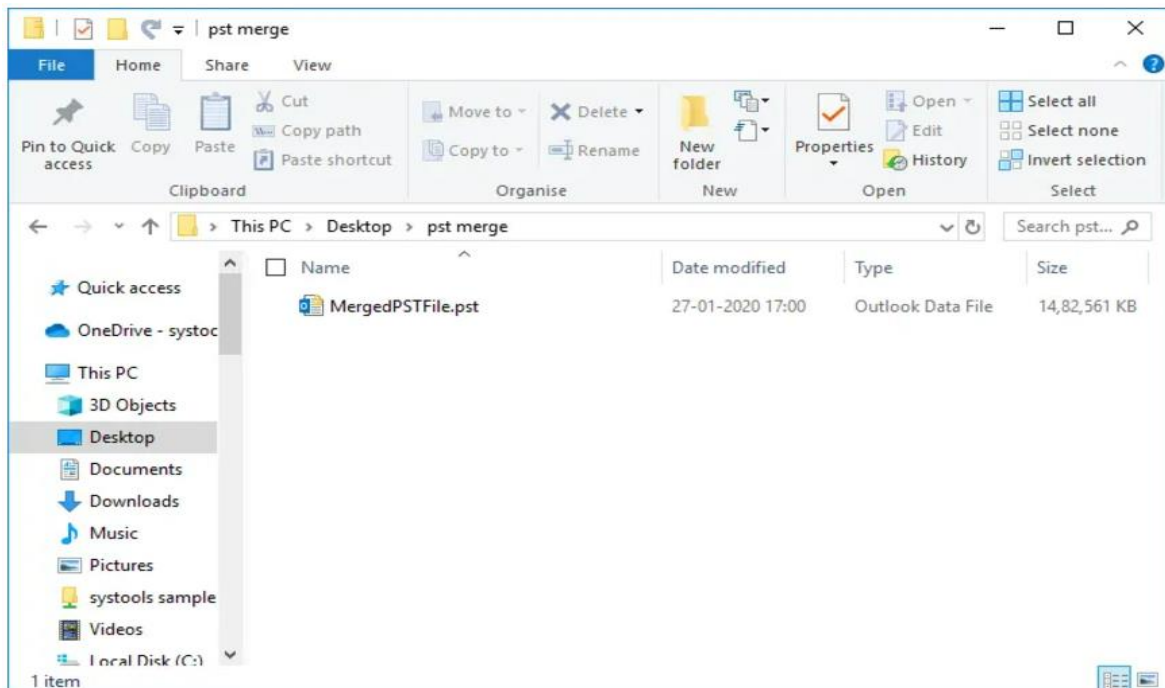 pst merge
File Home Share View
Pin to Quick access
Copy
Paste
Cut
Copy path
Paste shortcut
Clipboard
Move to
Copy to
Delete
Rename
Organise
New folder
New
Properties
Open
Edit
History
Open
Select all
Select none
Invert selection
Select
This PC > Desktop > pst merge
Search pst...
Name Date modified Type Size
MergedPSTFile.pst 27-01-2020 17:00 Outlook Data File 14,82,561 KB
Quick access
OneDrive - systoc
This PC
3D Objects
Desktop
Documents
Downloads
Music
Pictures
systools sample
Videos
Local Disk (C:)
1 item